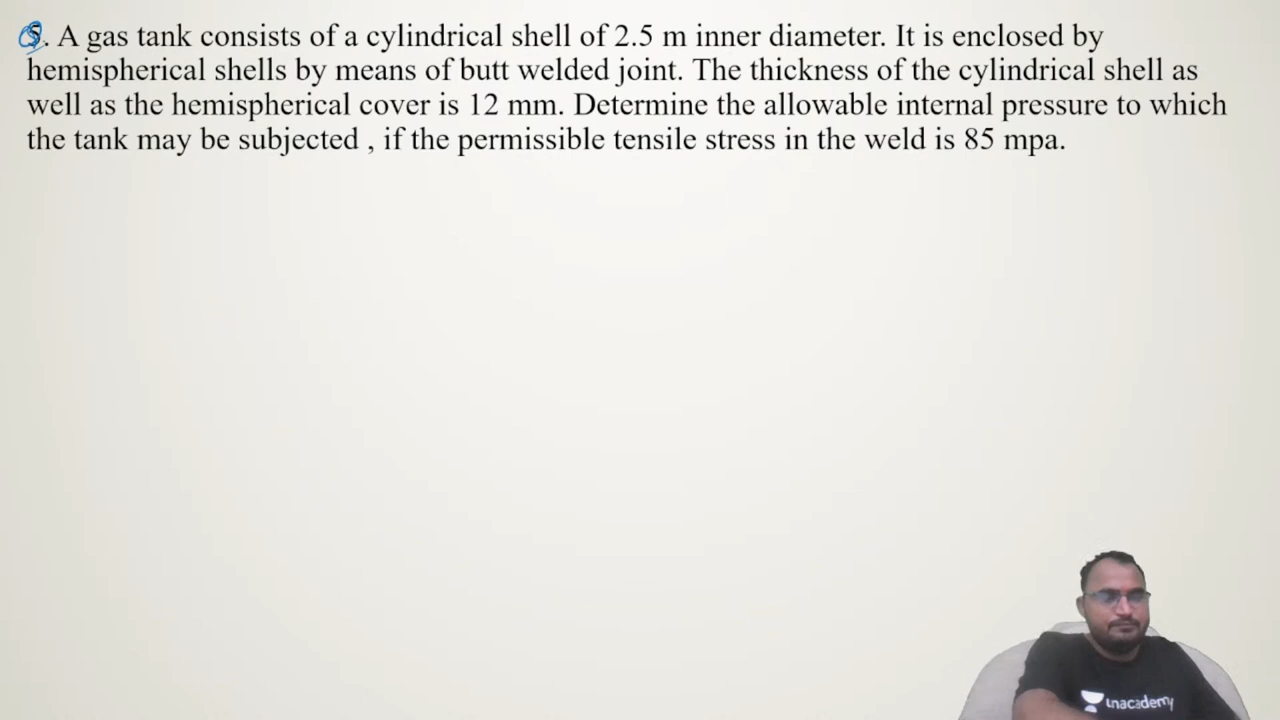 5. A gas tank consists of a cylindrical shell of 2.5 m inner diameter. It is enclosed by
hemispherical shells by means of butt welded joint. The thickness of the cylindrical shell as
well as the hemispherical cover is 12 mm. Determine the allowable internal pressure to which
the tank may be subjected , if the permissible tensile stress in the weld is 85 mpa.
unacademy